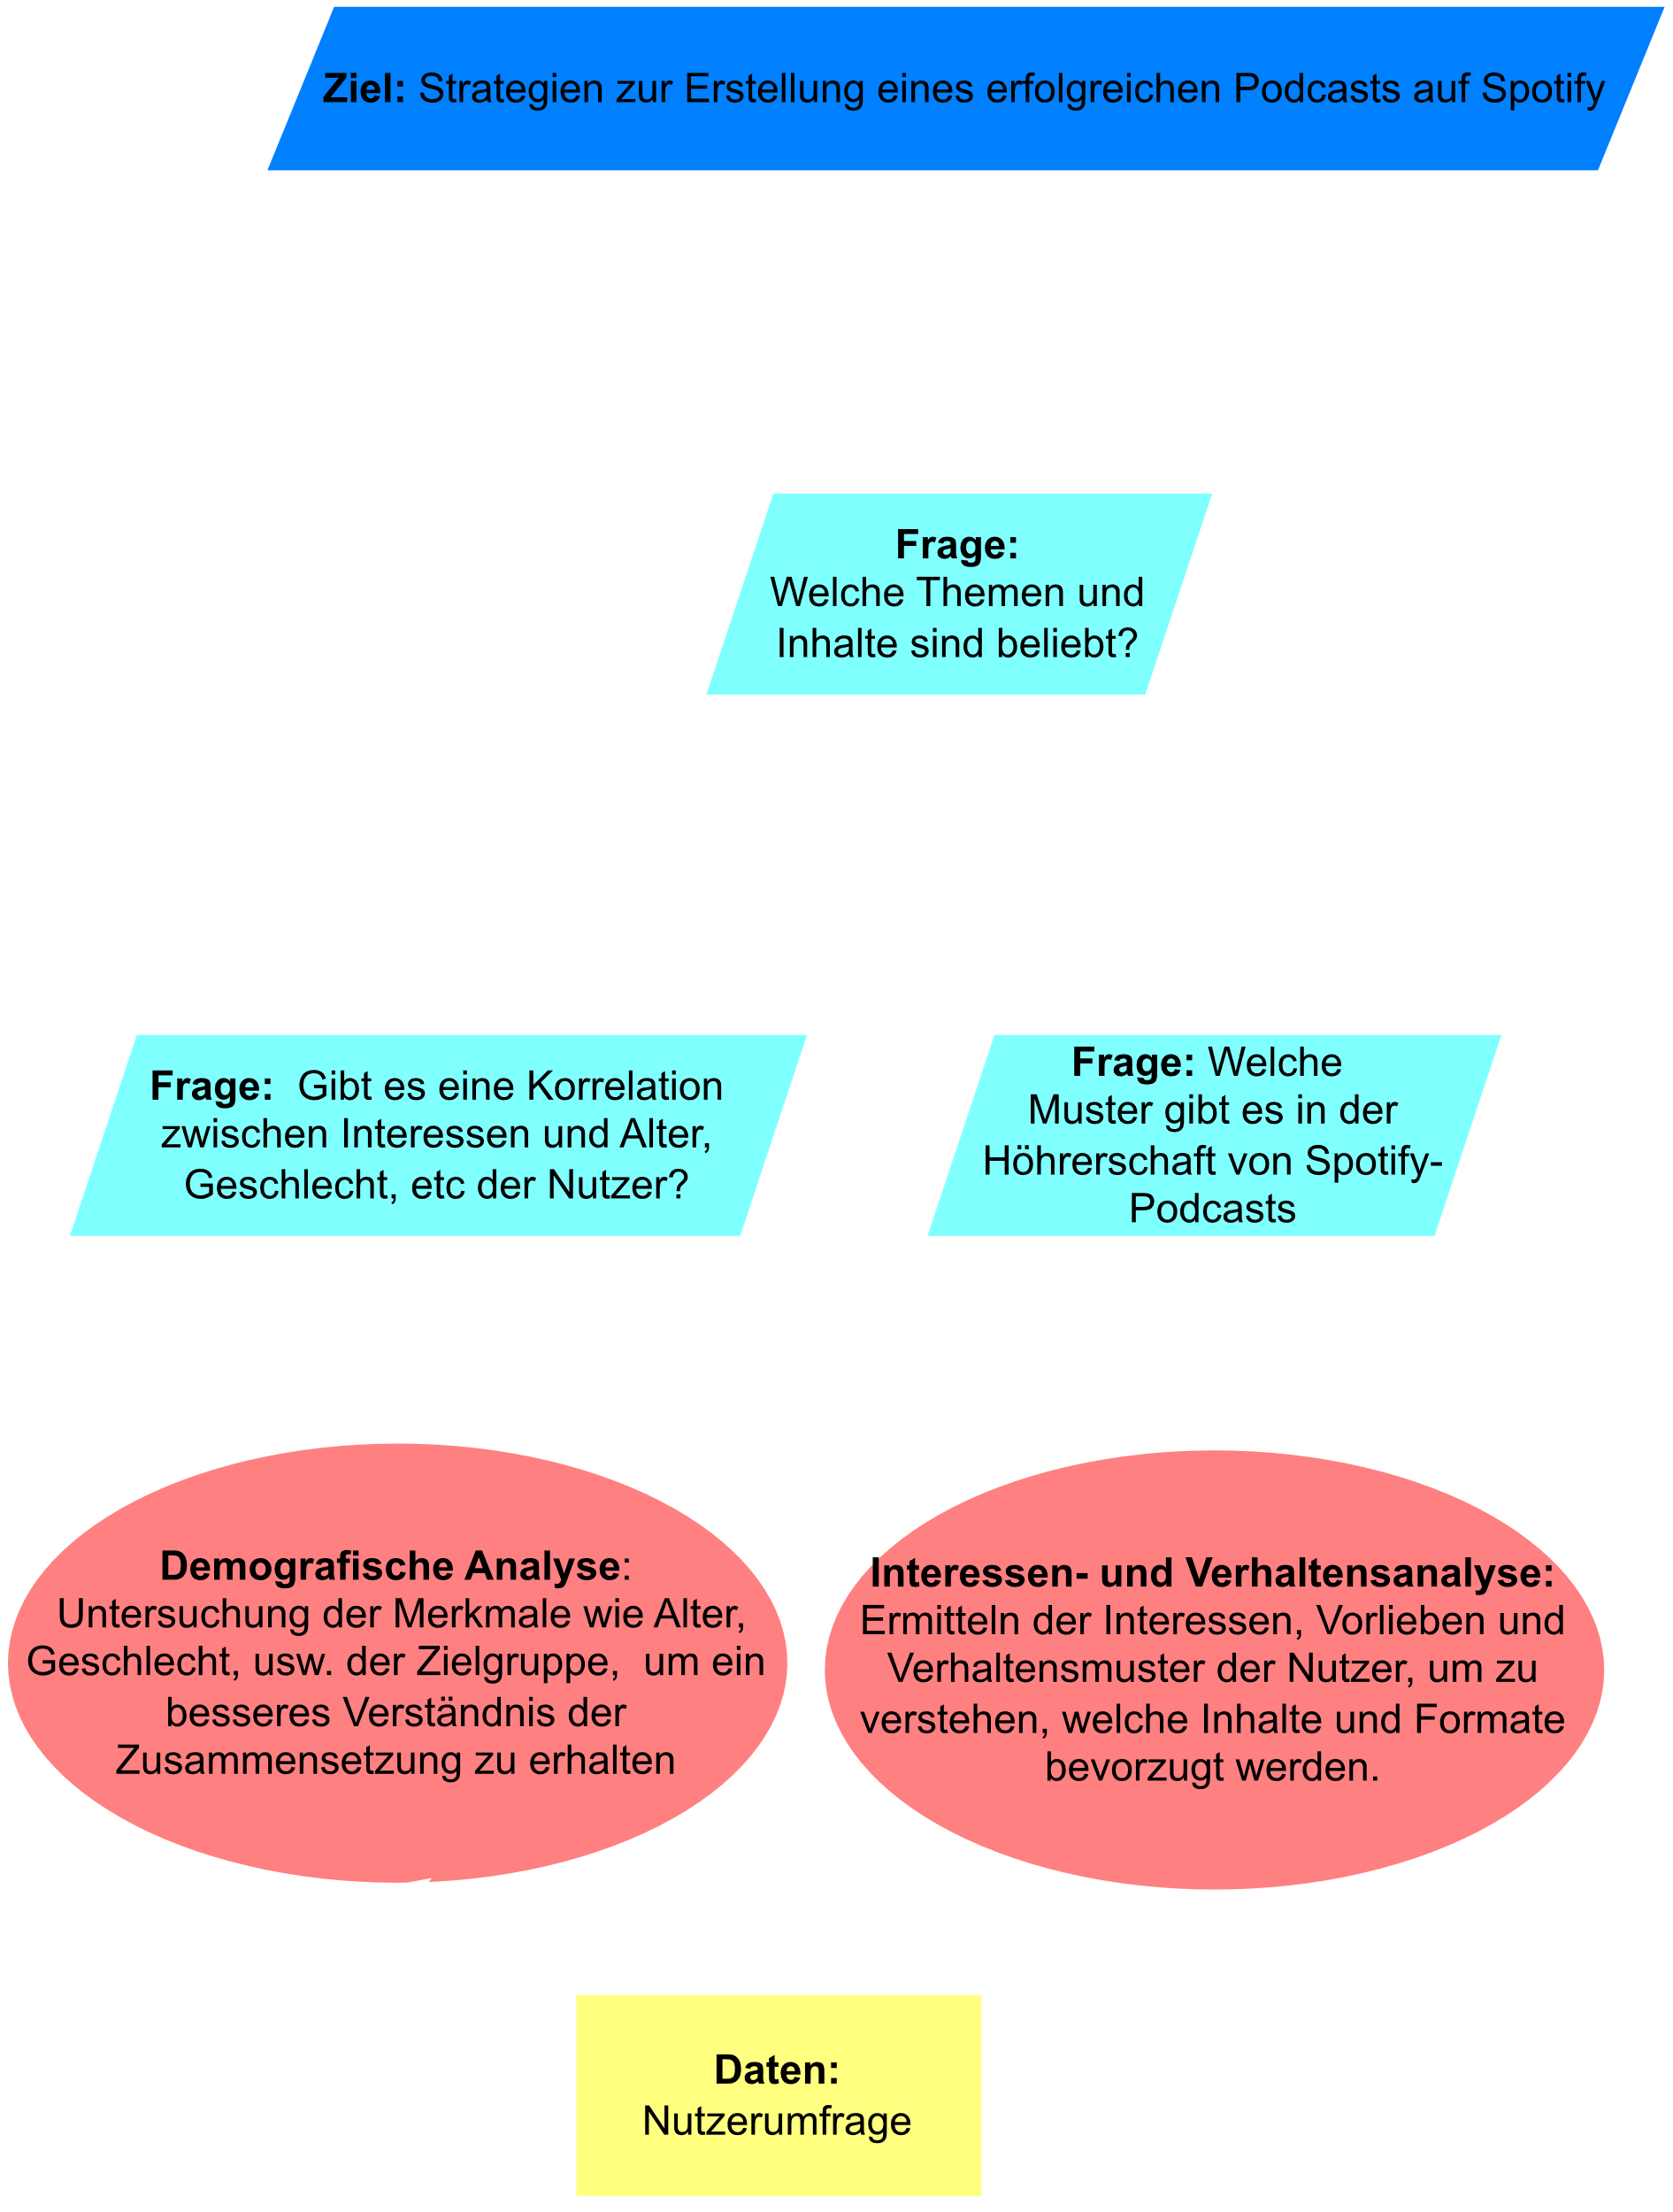 Ziel: Strategien zur Erstellung eines erfolgreichen Podcasts auf Spotify
Frage:
Welche Themen und
Inhalte sind beliebt?
Frage:  Gibt es eine Korrelation
zwischen Interessen und Alter,
Geschlecht, etc der Nutzer?
Frage: Welche
Muster gibt es in der
Höhrerschaft von Spotify-
Podcasts
Demografische Analyse:
Untersuchung der Merkmale wie Alter,
Geschlecht, usw. der Zielgruppe,  um ein
besseres Verständnis der
Zusammensetzung zu erhalten
Interessen- und Verhaltensanalyse:
Ermitteln der Interessen, Vorlieben und
Verhaltensmuster der Nutzer, um zu
verstehen, welche Inhalte und Formate
bevorzugt werden.
Daten:
Nutzerumfrage